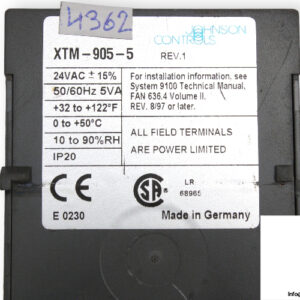 4362
JOHNSON
CONTROLS
XTM-905-5
REV.1
24VAC ± 15%
50/60Hz 5VA
+32 to +122°F
0 to +50°C
10 to 90%RH
IP20
For installation information, see
System 9100 Technical Manual,
FAN 636.4 Volume II.
REV. 8/97 or later.
ALL FIELD TERMINALS
ARE POWER LIMITED
CE
SA
LR
68965
E 0230
Made in Germany